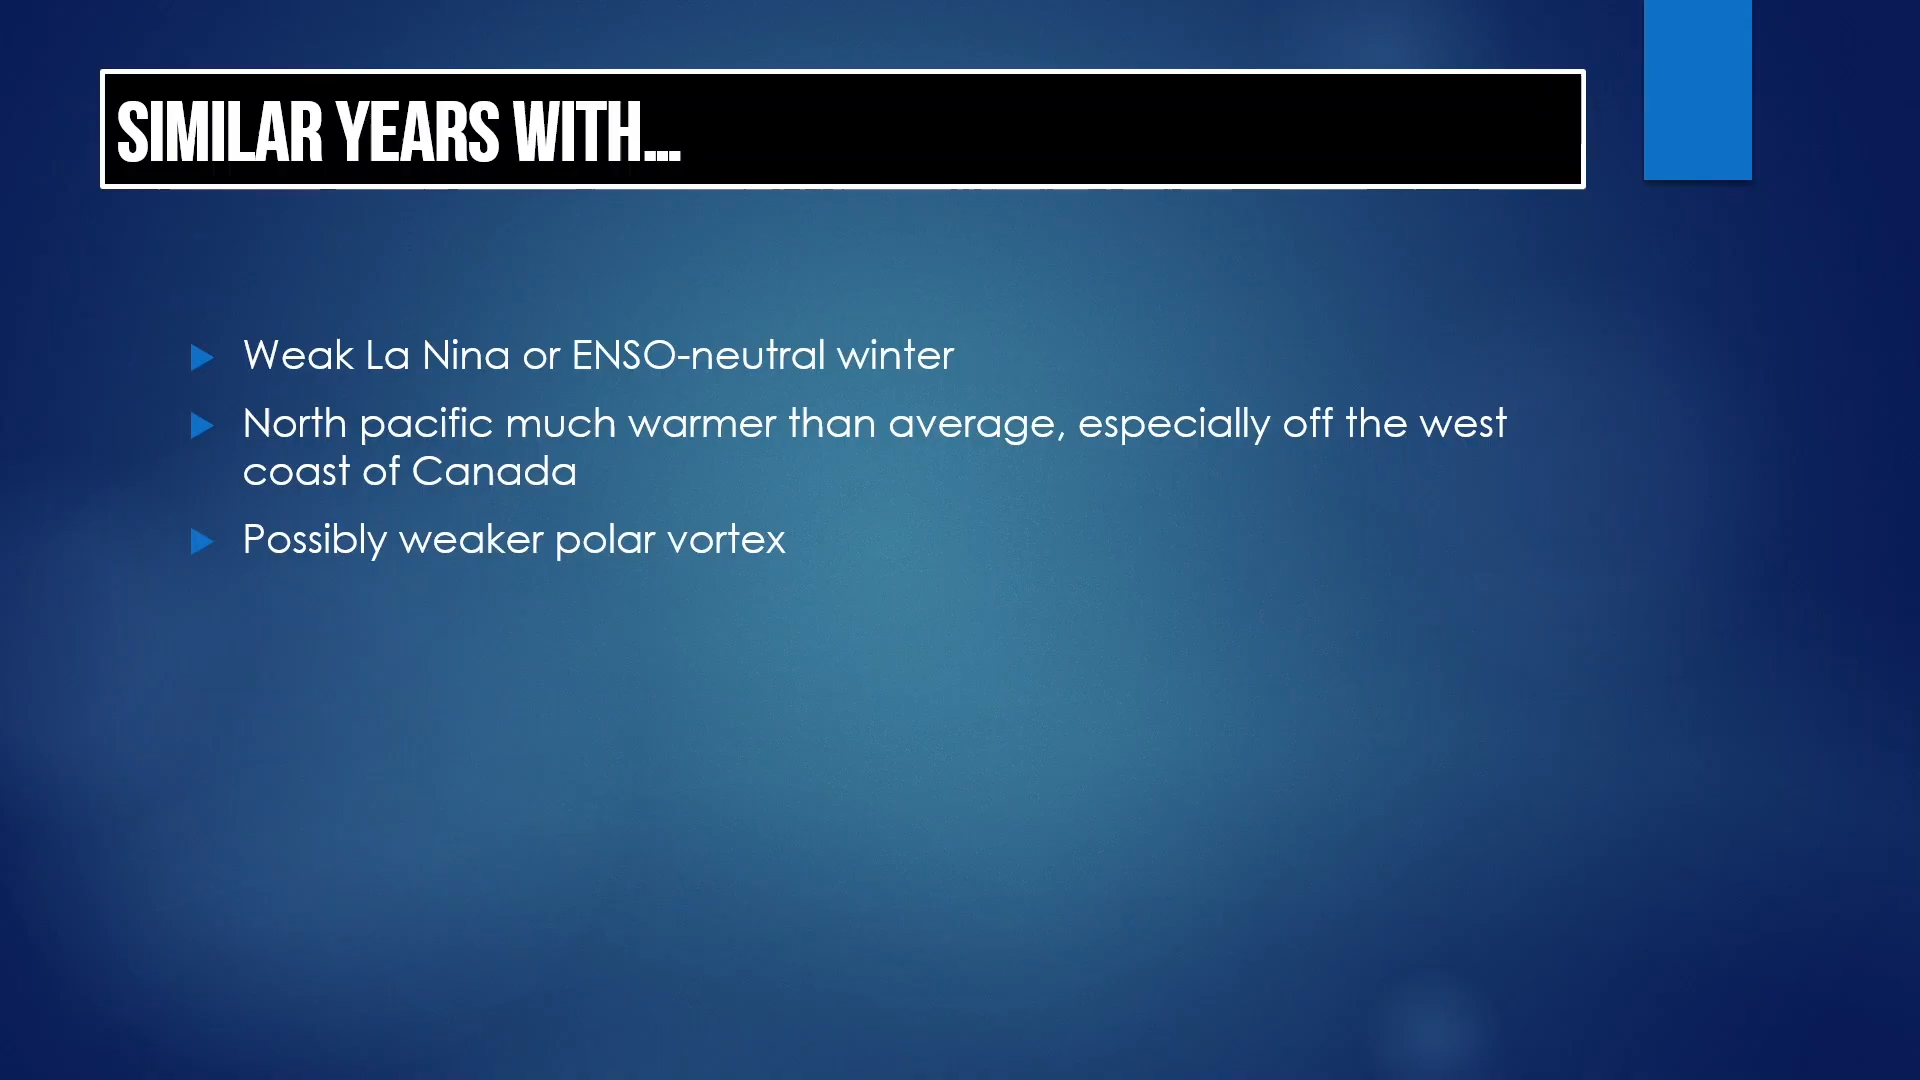 SIMILAR YEARS WITH...
Weak La Nina or ENSO-neutral winter
North pacific much warmer than average, especially off the west
coast of Canada
Possibly weaker polar vortex